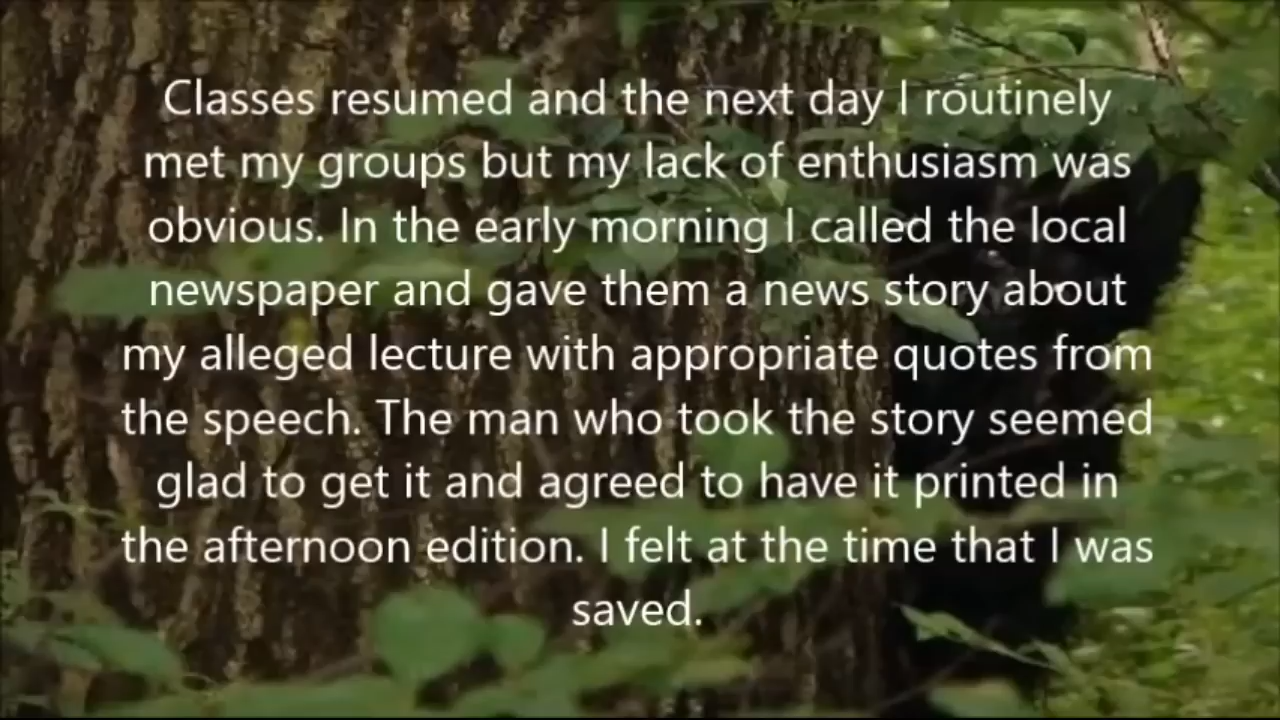 Classes resumed and the next day I routinely
met my groups but my lack of enthusiasm was
obvious. In the early morning I called the local
newspaper and gave them a news story about
my alleged lecture with appropriate quotes from
the speech. The man who took the story seemed
glad to get it and agreed to have it printed in
the afternoon edition. I felt at the time that I was
saved.